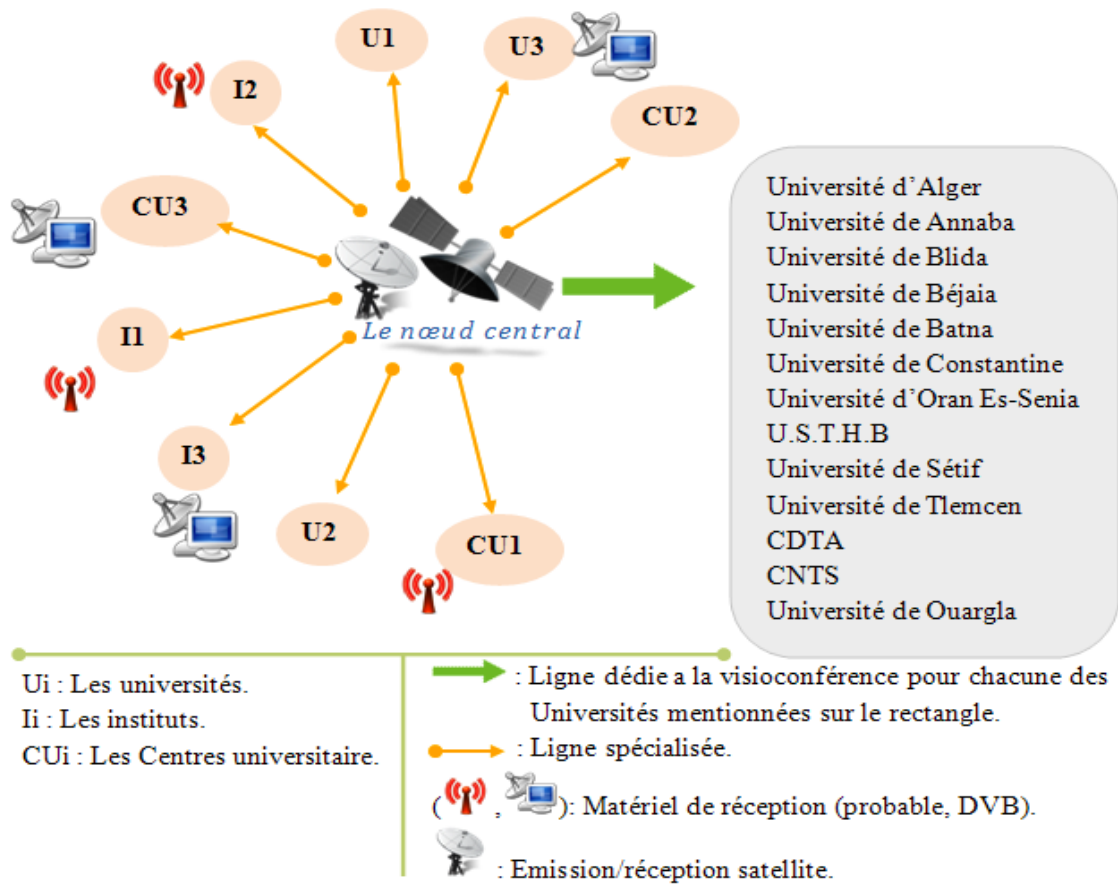 U1
U3
I2
CU2
CU3
I1
Le nœud central
I3
U2
CU1
Université d’Alger
Université de Annaba
Université de Blida
Université de Béjaia
Université de Batna
Université de Constantine
Université d’Oran Es-Senia
U.S.T.H.B
Université de Sétif
Université de Tlemcen
CDTA
CNTS
Université de Ouargla
Ui : Les universités.
Ii : Les instituts.
CUi : Les Centres universitaire.
: Ligne dédie a la visioconférence pour chacune des
Universités mentionnées sur le rectangle.
: Ligne spécialisée.
( , ): Matériel de réception (probable, DVB).
: Emission/réception satellite.